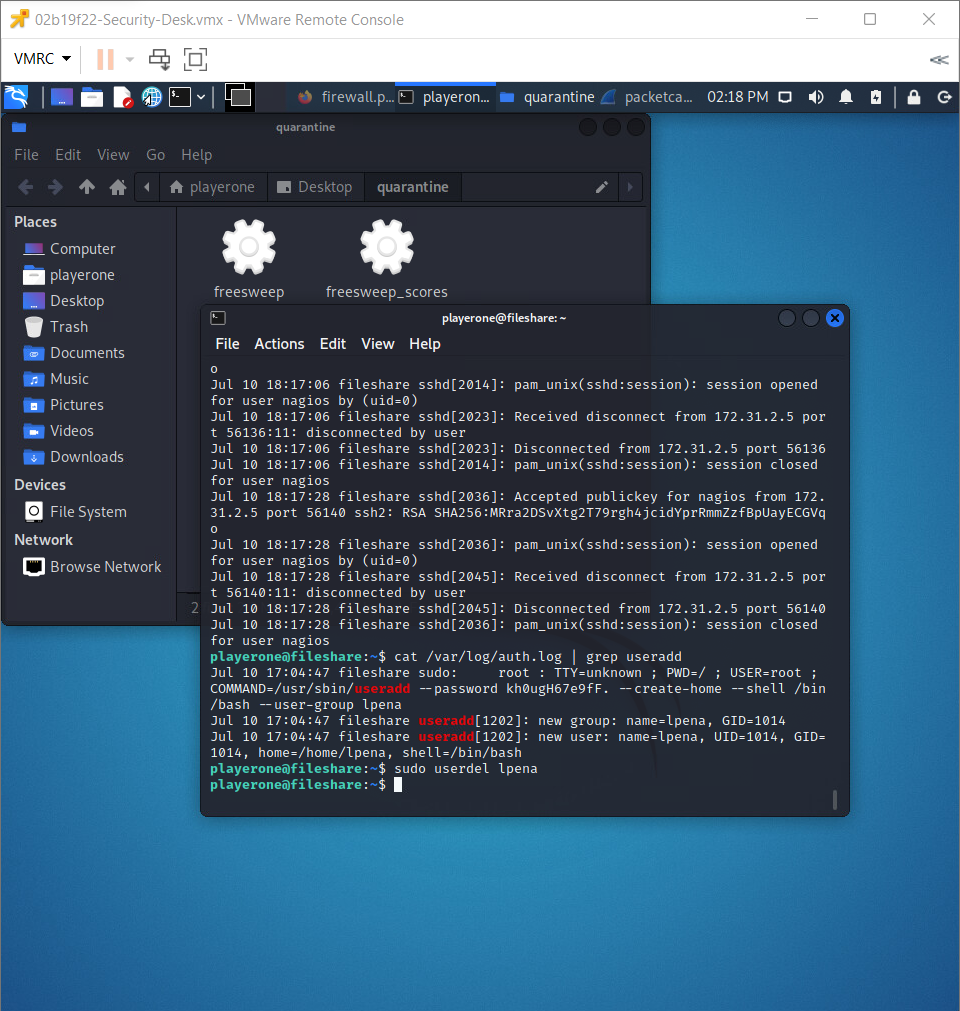 02b19f22-Security-Desk.vmx - VMware Remote Console
VMRC
firewall.p... playeron... quarantine packetca... 02:18 PM
quarantine
File Edit View Go Help
playerone Desktop quarantine
Places
Computer
playerone
Desktop
Trash
Documents
Music
Pictures
Videos
Downloads
Devices
File System
Network
Browse Network
freesweep freesweep_scores
2
playerone@fileshare: ~
File Actions Edit View Help
o
Jul 10 18:17:06 fileshare sshd[2014]: pam_unix(sshd:session): session opened
for user nagios by (uid=0)
Jul 10 18:17:06 fileshare sshd[2023]: Received disconnect from 172.31.2.5 por
t 56136:11: disconnected by user
Jul 10 18:17:06 fileshare sshd[2023]: Disconnected from 172.31.2.5 port 56136
Jul 10 18:17:06 fileshare sshd[2014]: pam_unix(sshd:session): session closed
for user nagios
Jul 10 18:17:28 fileshare sshd[2036]: Accepted publickey for nagios from 172.
31.2.5 port 56140 ssh2: RSA SHA256:MRra2DSvXtg2T79rgh4jcidYprRmmZzfBpUayECGVq
o
Jul 10 18:17:28 fileshare sshd[2036]: pam_unix(sshd:session): session opened
for user nagios by (uid=0)
Jul 10 18:17:28 fileshare sshd[2045]: Received disconnect from 172.31.2.5 por
t 56140:11: disconnected by user
Jul 10 18:17:28 fileshare sshd[2045]: Disconnected from 172.31.2.5 port 56140
Jul 10 18:17:28 fileshare sshd[2036]: pam_unix(sshd:session): session closed
for user nagios
playerone@fileshare:~$ cat /var/log/auth.log | grep useradd
Jul 10 17:04:47 fileshare sudo:     root : TTY=unknown ; PWD=/ ; USER=root ;
COMMAND=/usr/sbin/useradd --password kh0ugH67e9fF. --create-home --shell /bin
/bash --user-group lpena
Jul 10 17:04:47 fileshare useradd[1202]: new group: name=lpena, GID=1014
Jul 10 17:04:47 fileshare useradd[1202]: new user: name=lpena, UID=1014, GID=
1014, home=/home/lpena, shell=/bin/bash
playerone@fileshare:~$ sudo userdel lpena
playerone@fileshare:~$